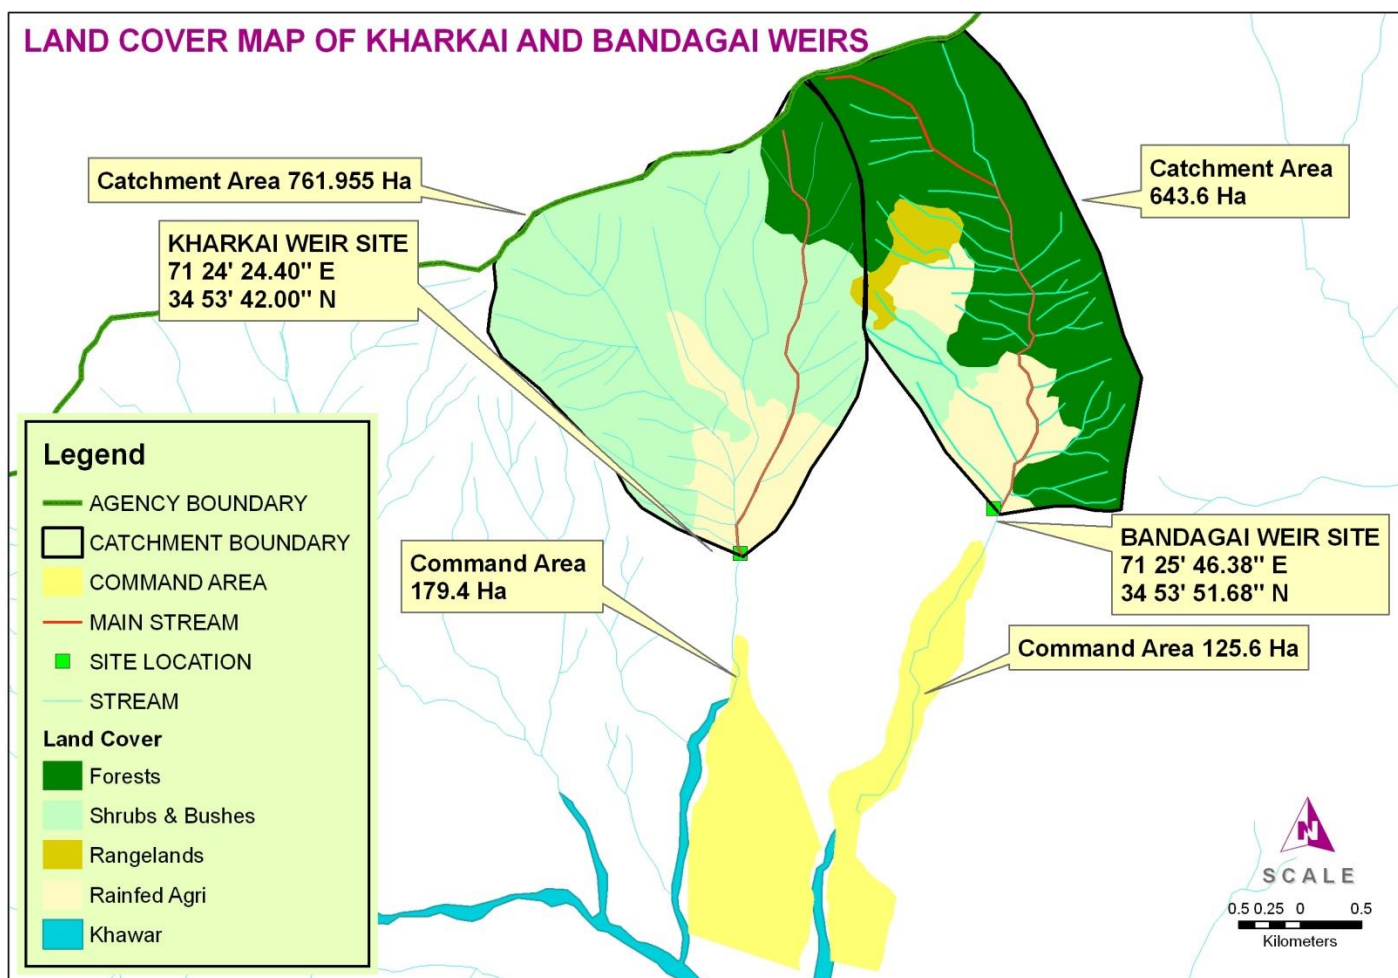 LAND COVER MAP OF KHARKAI AND BANDAGAI WEIRS
Catchment Area 761.955 Ha
Catchment Area
643.6 Ha
KHARKAI WEIR SITE
71 24' 24.40" E
34 53' 42.00" N
BANDAGAI WEIR SITE
71 25' 46.38" E
34 53' 51.68" N
Command Area
179.4 Ha
Command Area 125.6 Ha
Legend
AGENCY BOUNDARY
CATCHMENT BOUNDARY
COMMAND AREA
MAIN STREAM
SITE LOCATION
STREAM
Land Cover
Forests
Shrubs & Bushes
Rangelands
Rainfed Agri
Khawar
N
SCALE
0.5 0.25 0 0.5
Kilometers